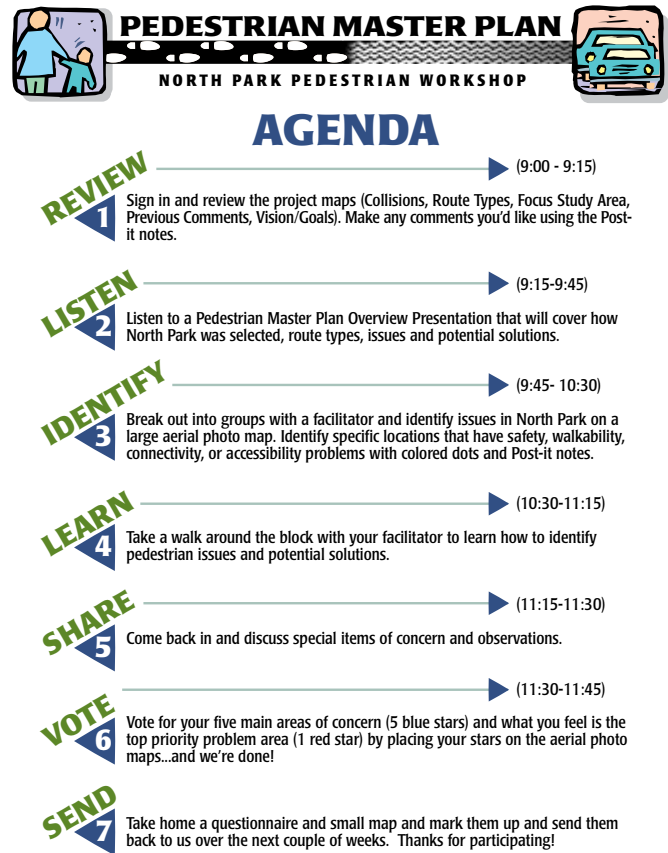 PEDESTRIAN MASTER PLAN
NORTH PARK PEDESTRIAN WORKSHOP
AGENDA
REVIEW
(9:00 - 9:15)
1
Sign in and review the project maps (Collisions, Route Types, Focus Study Area,
Previous Comments, Vision/Goals). Make any comments you'd like using the Post-
it notes.
LISTEN
(9:15-9:45)
2
Listen to a Pedestrian Master Plan Overview Presentation that will cover how
North Park was selected, route types, issues and potential solutions.
IDENTIFY
(9:45- 10:30)
3
Break out into groups with a facilitator and identify issues in North Park on a
large aerial photo map. Identify specific locations that have safety, walkability,
connectivity, or accessibility problems with colored dots and Post-it notes.
LEARN
(10:30-11:15)
4
Take a walk around the block with your facilitator to learn how to identify
pedestrian issues and potential solutions.
SHARE
(11:15-11:30)
5
Come back in and discuss special items of concern and observations.
VOTE
(11:30-11:45)
6
Vote for your five main areas of concern (5 blue stars) and what you feel is the
top priority problem area (1 red star) by placing your stars on the aerial photo
maps...and we're done!
SEND
7
Take home a questionnaire and small map and mark them up and send them
back to us over the next couple of weeks.  Thanks for participating!